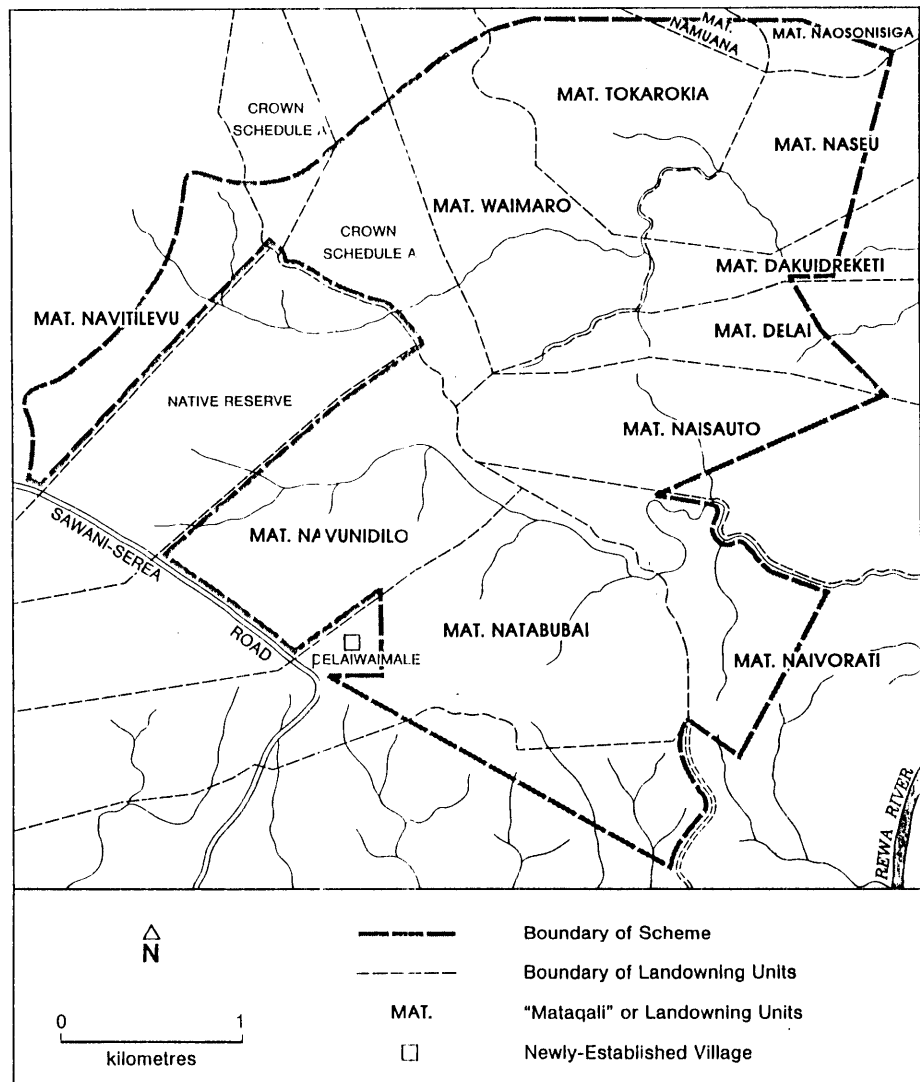 MAT. NAMUANA
MAT. NAOSONISIGA
CROWN
SCHEDULE A
MAT. TOKAROKIA
MAT. NASEU
MAT. WAIMARO
CROWN
SCHEDULE A
MAT. DAKUIDREKETI
MAT. NAVITILEVU
MAT. DELAI
NATIVE RESERVE
MAT. NAISAUTO
SAWANI-SEREA
ROAD
MAT. NAVUNIDILO
MAT. NATABUBAI
DELAIWAIMALE
MAT. NAIVORATI
REWA RIVER
N
Boundary of Scheme
Boundary of Landowning Units
MAT.
"Mataqali" or Landowning Units
Newly-Established Village
0 1
kilometres